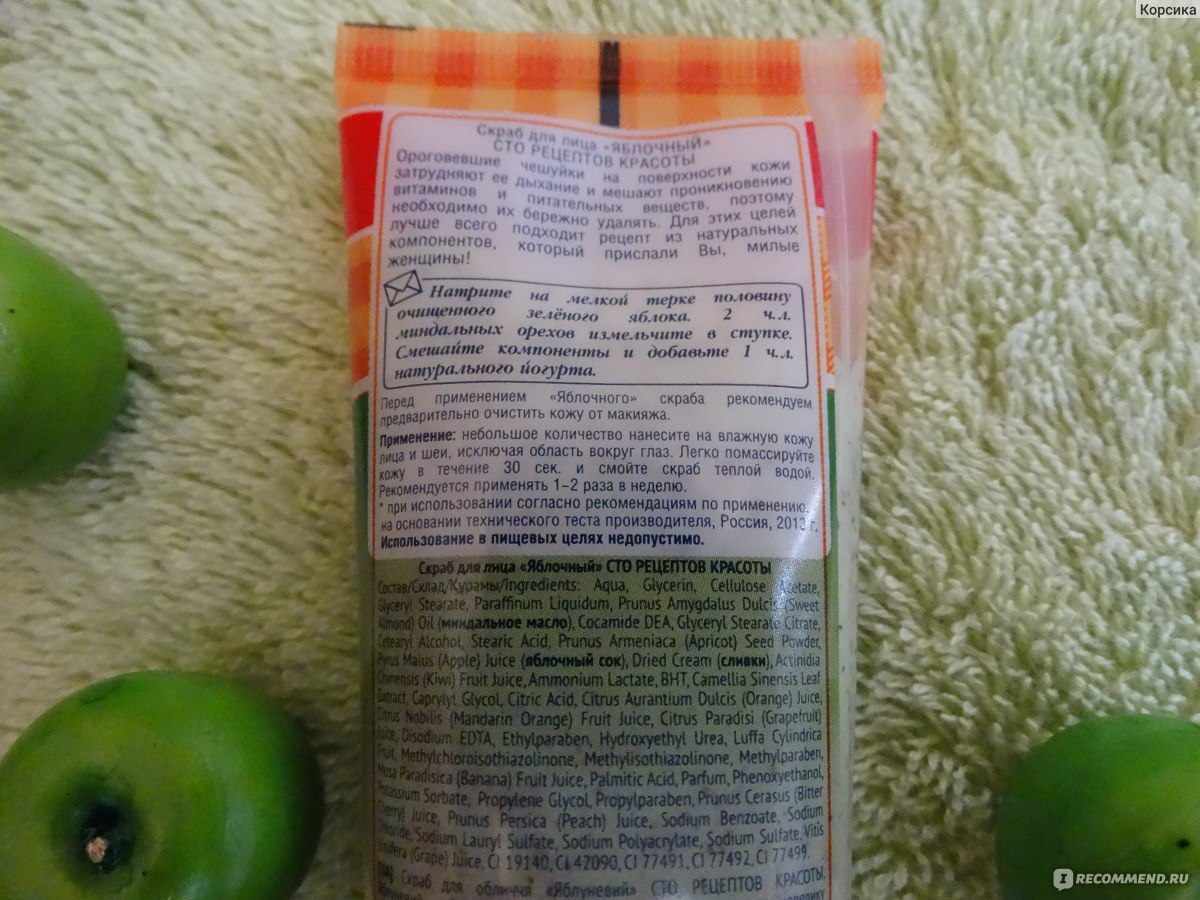 Корсика
Скраб для лица «ЯБЛОЧНЫЙ»
СТО РЕЦЕПТОВ КРАСОТЫ
Ороговевшие чешуйки на поверхности кожи
затрудняют ее дыхание и мешают проникновению
витаминов и питательных веществ, поэтому
необходимо их бережно удалять. Для этих целей
лучше всего подходит рецепт из натуральных
компонентов, который прислали Вы, милые
женщины!
Натрите на мелкой терке половину
очищенного зелёного яблока. 2 ч.л.
миндальных орехов измельчите в ступке.
Смешайте компоненты и добавьте 1 ч.л.
натурального йогурта.
Перед применением «Яблочного» скраба рекомендуем
предварительно очистить кожу от макияжа.
Применение: небольшое количество нанесите на влажную кожу
лица и шеи, исключая область вокруг глаз. Легко помассируйте
кожу в течение 30 сек. и смойте скраб теплой водой.
Рекомендуется применять 1–2 раза в неделю.
* при использовании согласно рекомендациям по применению,
на основании технического теста производителя, Россия, 2013 г.
Использование в пищевых целях недопустимо.
Скраб для лица «Яблочный» СТО РЕЦЕПТОВ КРАСОТЫ
Состав/Склад/Құрамы/Ingredients: Aqua, Glycerin, Cellulose Acetate,
Glyceryl Stearate, Paraffinum Liquidum, Prunus Amygdalus Dulcis (Sweet
Almond) Oil (миндальное масло), Cocamide DEA, Glyceryl Stearate Citrate,
Cetearyl Alcohol, Stearic Acid, Prunus Armeniaca (Apricot) Seed Powder,
Pyrus Malus (Apple) Juice (яблочный сок), Dried Cream (сливки), Actinidia
Chinensis (Kiwi) Fruit Juice, Ammonium Lactate, BHT, Camellia Sinensis Leaf
Extract, Caprylyl Glycol, Citric Acid, Citrus Aurantium Dulcis (Orange) Juice,
Citrus Nobilis (Mandarin Orange) Fruit Juice, Citrus Paradisi (Grapefruit)
Juice, Disodium EDTA, Ethylparaben, Hydroxyethyl Urea, Luffa Cylindrica
Fruit, Methylchloroisothiazolinone, Methylisothiazolinone, Methylparaben,
Musa Paradisica (Banana) Fruit Juice, Palmitic Acid, Parfum, Phenoxyethanol,
Potassium Sorbate, Propylene Glycol, Propylparaben, Prunus Cerasus (Bitter
Cherry) Juice, Prunus Persica (Peach) Juice, Sodium Benzoate, Sodium
Chloride, Sodium Lauryl Sulfate, Sodium Polyacrylate, Sodium Sulfate, Vitis
Vinifera (Grape) Juice, CI 19140, CI 42090, CI 77491, CI 77492, CI 77499.
Скраб для обличчя «Яблуневий» СТО РЕЦЕПТОВ КРАСОТЫ.
IRECOMMEND.RU